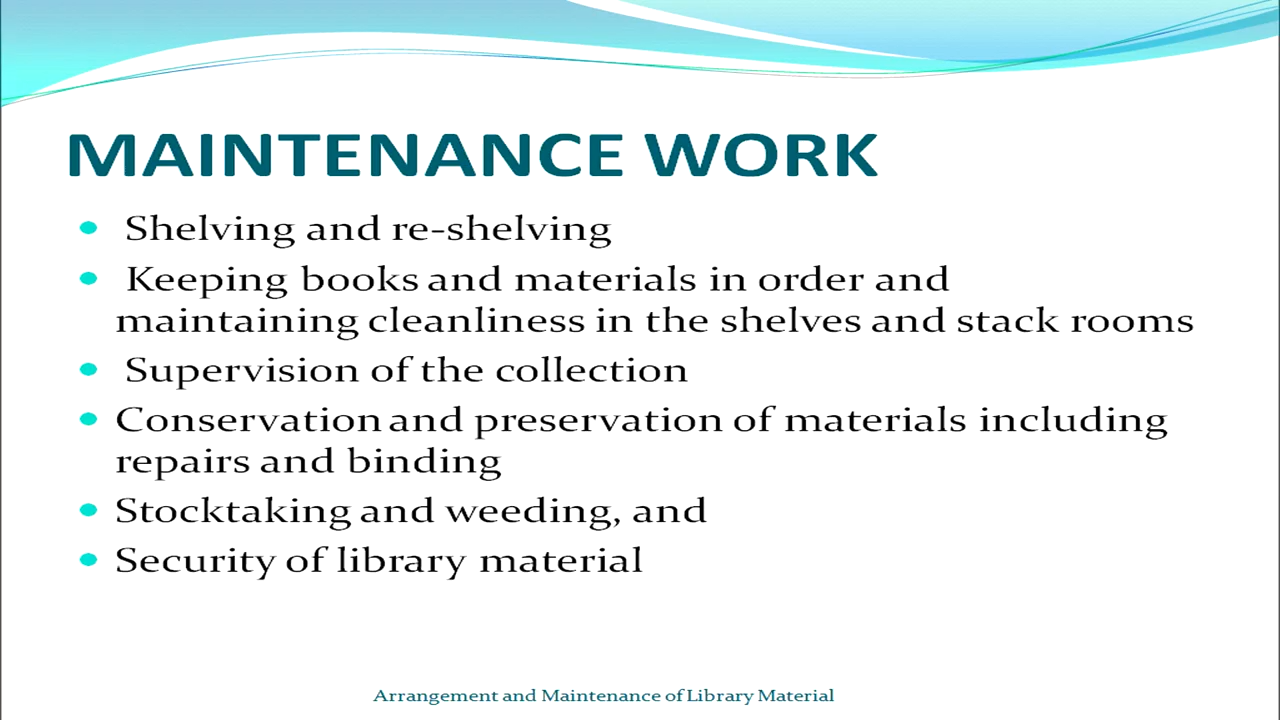 MAINTENANCE WORK
• Shelving and re-shelving
• Keeping books and materials in order and
maintaining cleanliness in the shelves and stack rooms
• Supervision of the collection
• Conservation and preservation of materials including
repairs and binding
• Stocktaking and weeding, and
• Security of library material
Arrangement and Maintenance of Library Material